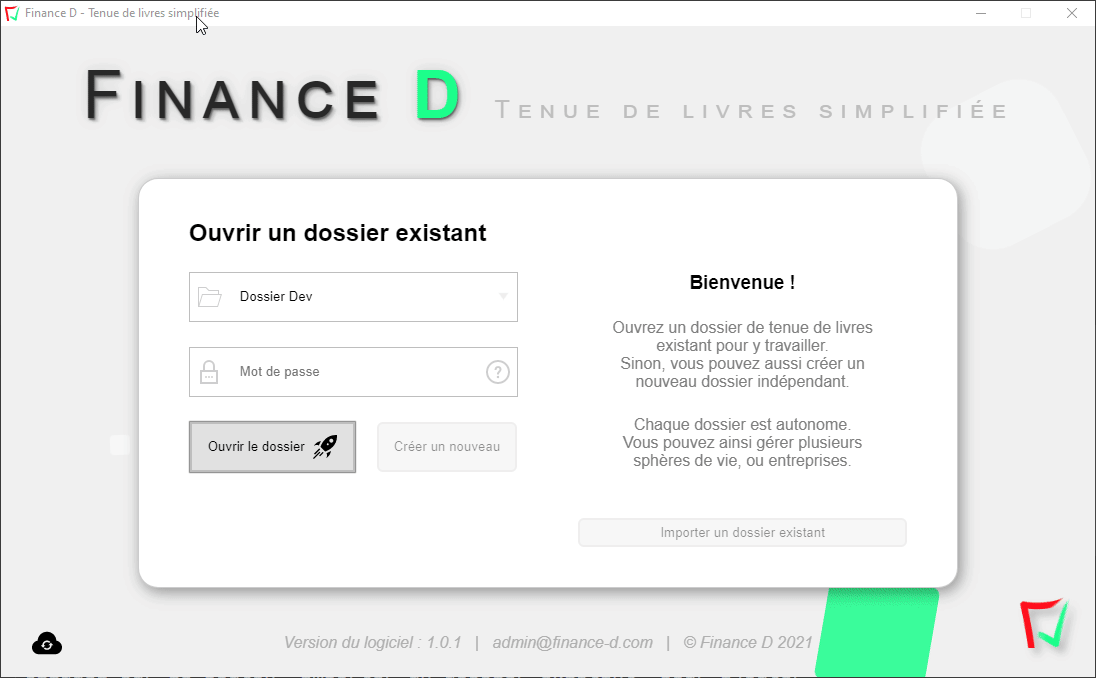 Finance D - Tenue de livres simplifiée
Finance D Tenue de livres simplifiée
Ouvrir un dossier existant
Dossier Dev
Mot de passe
?
Ouvrir le dossier
Créer un nouveau
Bienvenue !
Ouvrez un dossier de tenue de livres
existant pour y travailler.
Sinon, vous pouvez aussi créer un
nouveau dossier indépendant.
Chaque dossier est autonome.
Vous pouvez ainsi gérer plusieurs
sphères de vie, ou entreprises.
Importer un dossier existant
Version du logiciel : 1.0.1 | admin@finance-d.com | © Finance D 2021